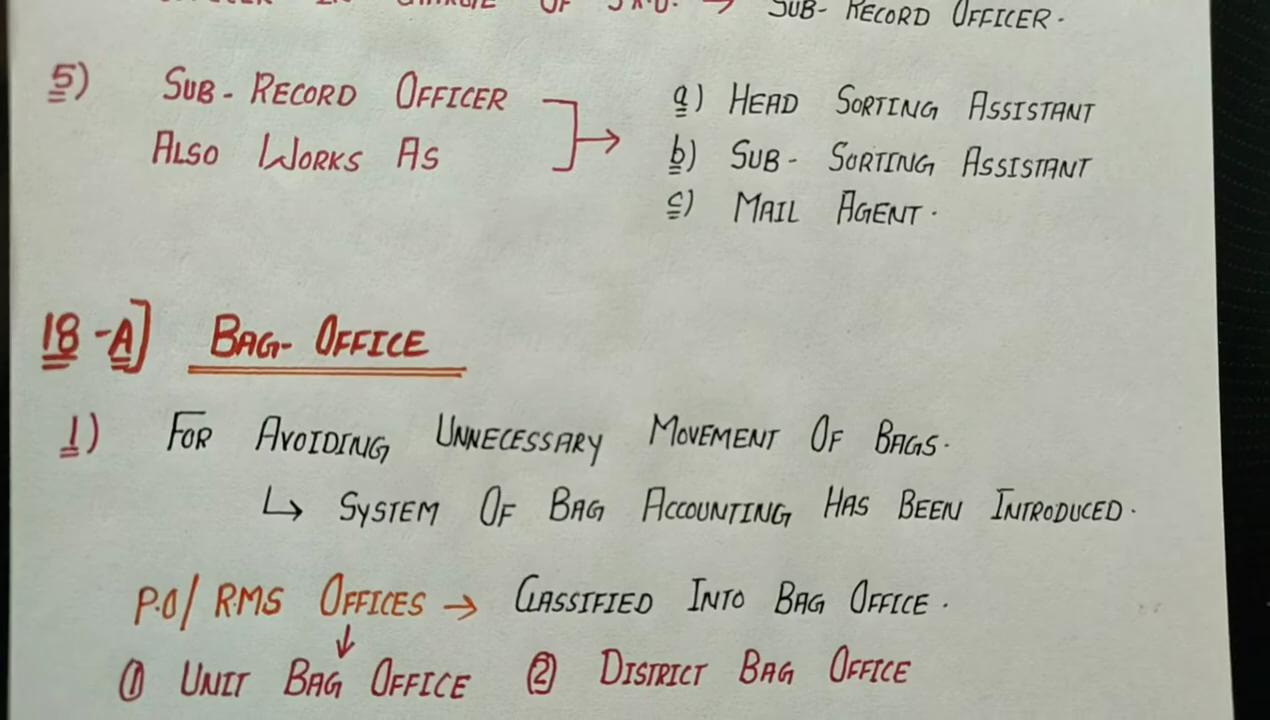 OF S.R.O. → SUB- RECORD OFFICER.
5) SUB- RECORD OFFICER
ALSO WORKS AS →
a) HEAD SORTING ASSISTANT
b) SUB- SORTING ASSISTANT
c) MAIL AGENT.
18-A] BAG- OFFICE
1) FOR AVOIDING UNNECESSARY MOVEMENT OF BAGS.
↳ SYSTEM OF BAG ACCOUNTING HAS BEEN INTRODUCED.
P.O/ RMS OFFICES → CLASSIFIED INTO BAG OFFICE.
↓
① UNIT BAG OFFICE ② DISTRICT BAG OFFICE